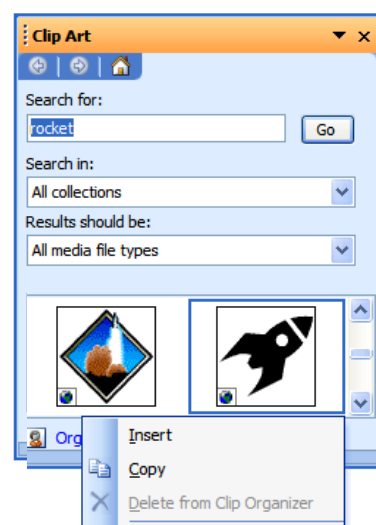 Clip Art
Search for:
rocket
Go
Search in:
All collections
Results should be:
All media file types
Org
Insert
Copy
Delete from Clip Organizer